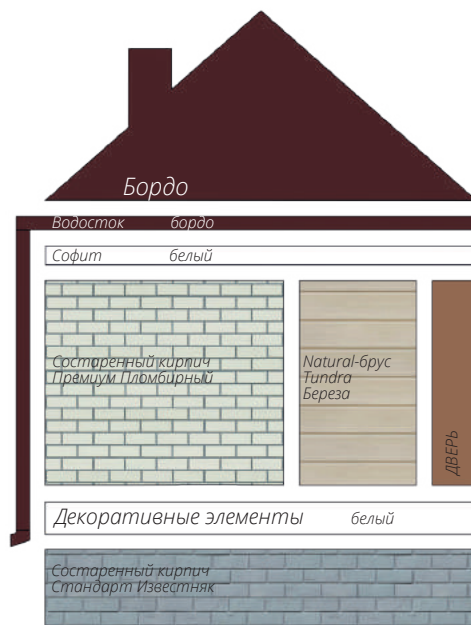 Бордо
Водосток бордо
Софит белый
Состаренный кирпич
Премиум Пломбирный
Natural-брус
Tundra
Береза
ДВЕРЬ
Декоративные элементы белый
Состаренный кирпич
Стандарт Известняк